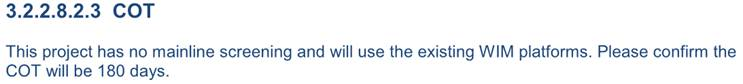 3.2.2.8.2.3 COT
This project has no mainline screening and will use the existing WIM platforms. Please confirm the
COT will be 180 days.